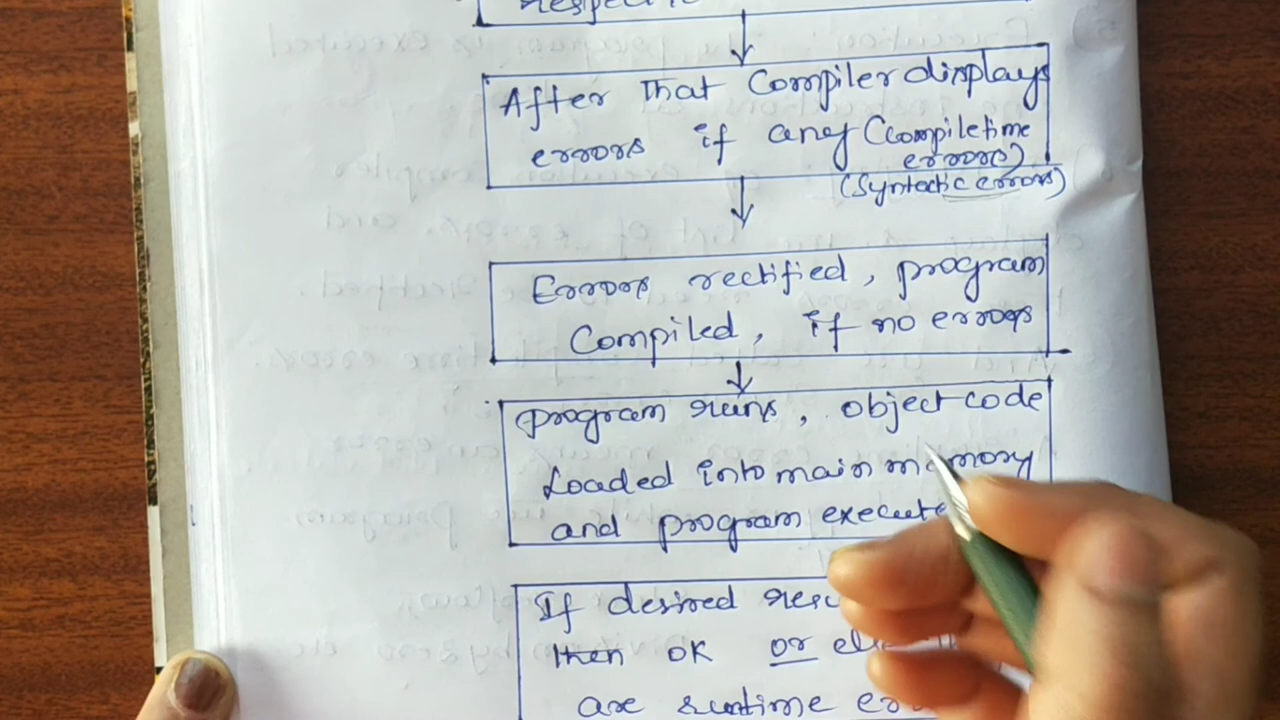 After that Compiler displays
errors if any (Compiletime
errors)
(Syntactic errors)
Errors rectified, program
Compiled, if no errors
program runs, object code
Loaded into main memory
and program execute
If desired
then OK or
are runtime